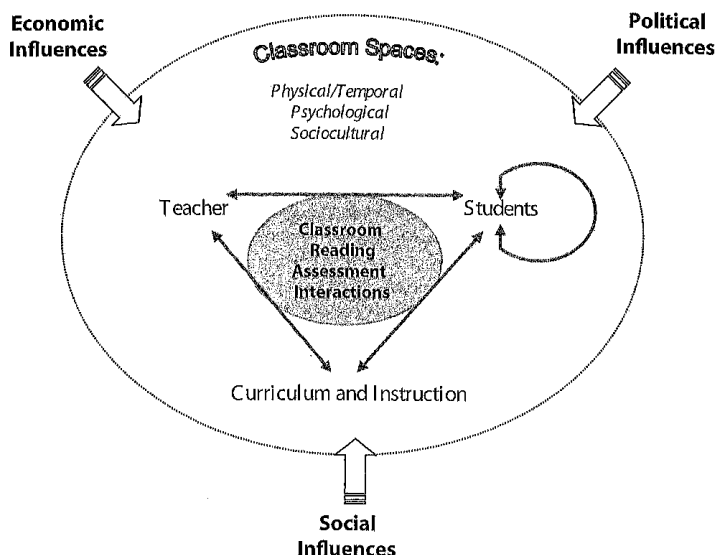 Economic
Influences
Political
Influences
Classroom Spaces:
Physical/Temporal
Psychological
Sociocultural
Teacher
Students
Classroom
Reading
Assessment
Interactions
Curriculum and Instruction
Social
Influences